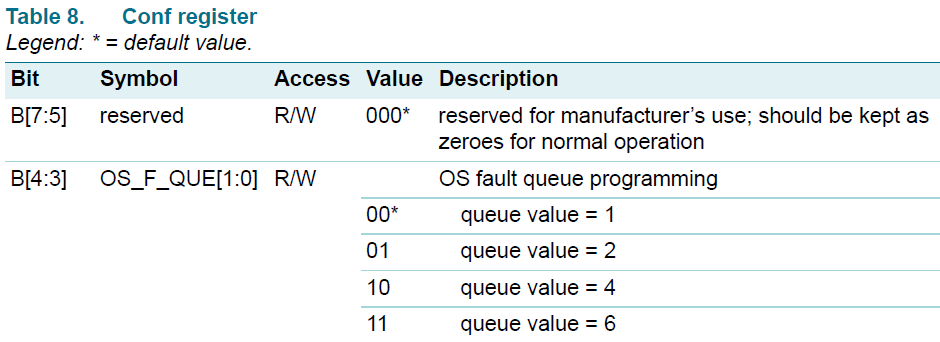 Table 8. Conf register
Legend: * = default value.
Bit Symbol Access Value Description
B[7:5] reserved R/W 000* reserved for manufacturer’s use; should be kept as
zeroes for normal operation
B[4:3] OS_F_QUE[1:0] R/W OS fault queue programming
00* queue value = 1
01 queue value = 2
10 queue value = 4
11 queue value = 6